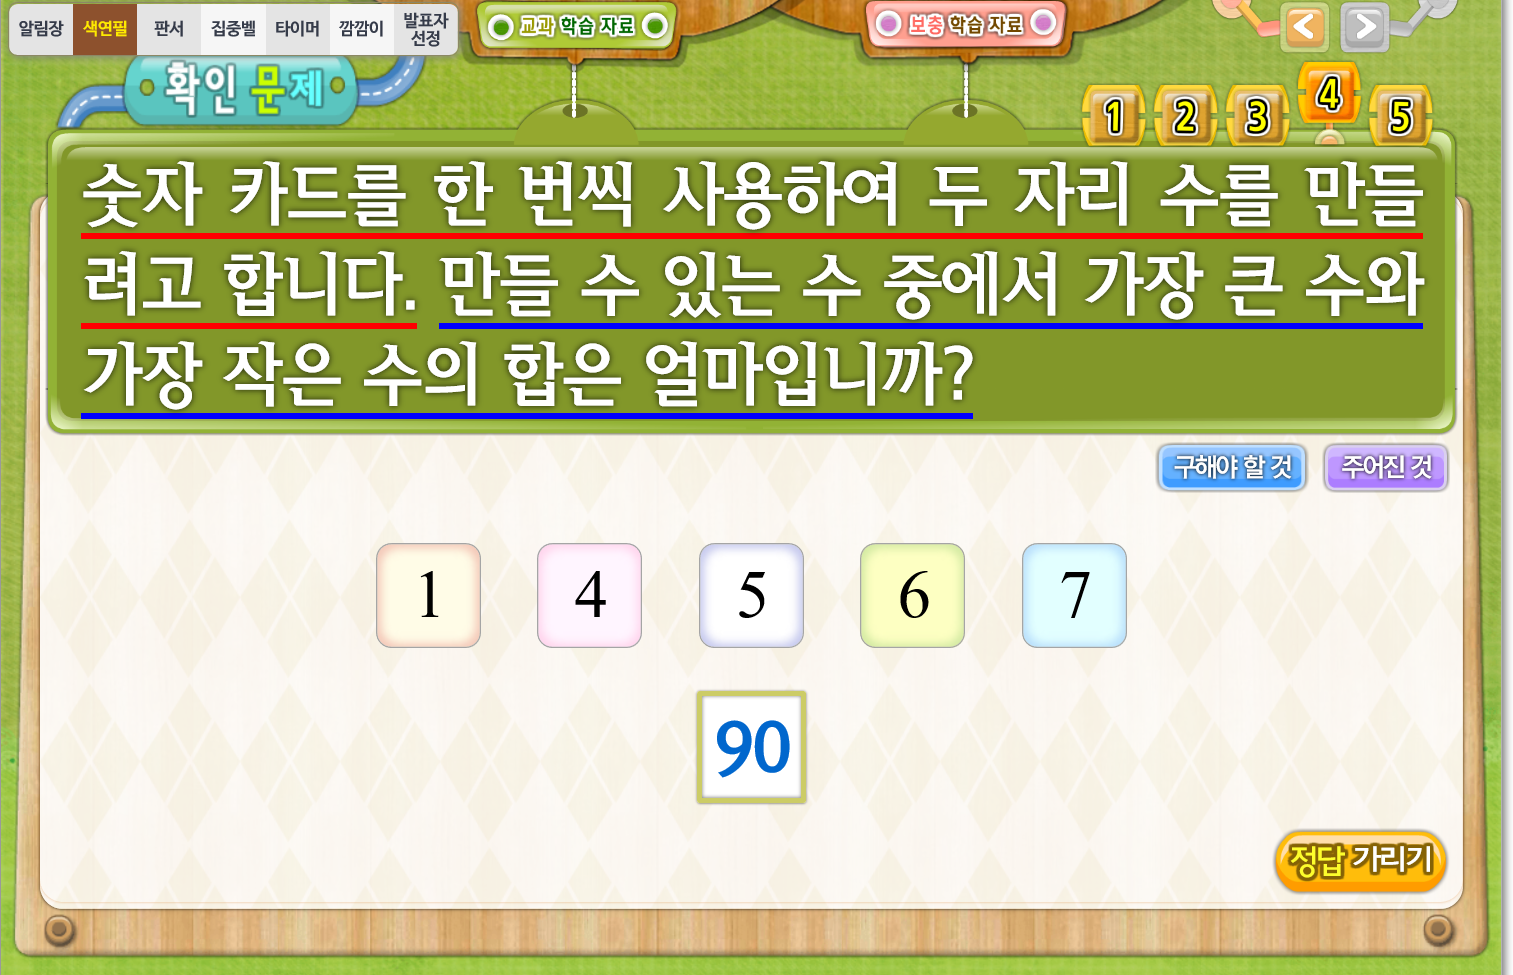 알림장 색연필 판서 집중벨 타이머 깜깜이 발표자 선정
교과 학습 자료
보충 학습 자료
확인 문제
1 2 3 4 5
숫자 카드를 한 번씩 사용하여 두 자리 수를 만들
려고 합니다. 만들 수 있는 수 중에서 가장 큰 수와
가장 작은 수의 합은 얼마입니까?
구해야 할 것 주어진 것
1 4 5 6 7
90
정답 가리기